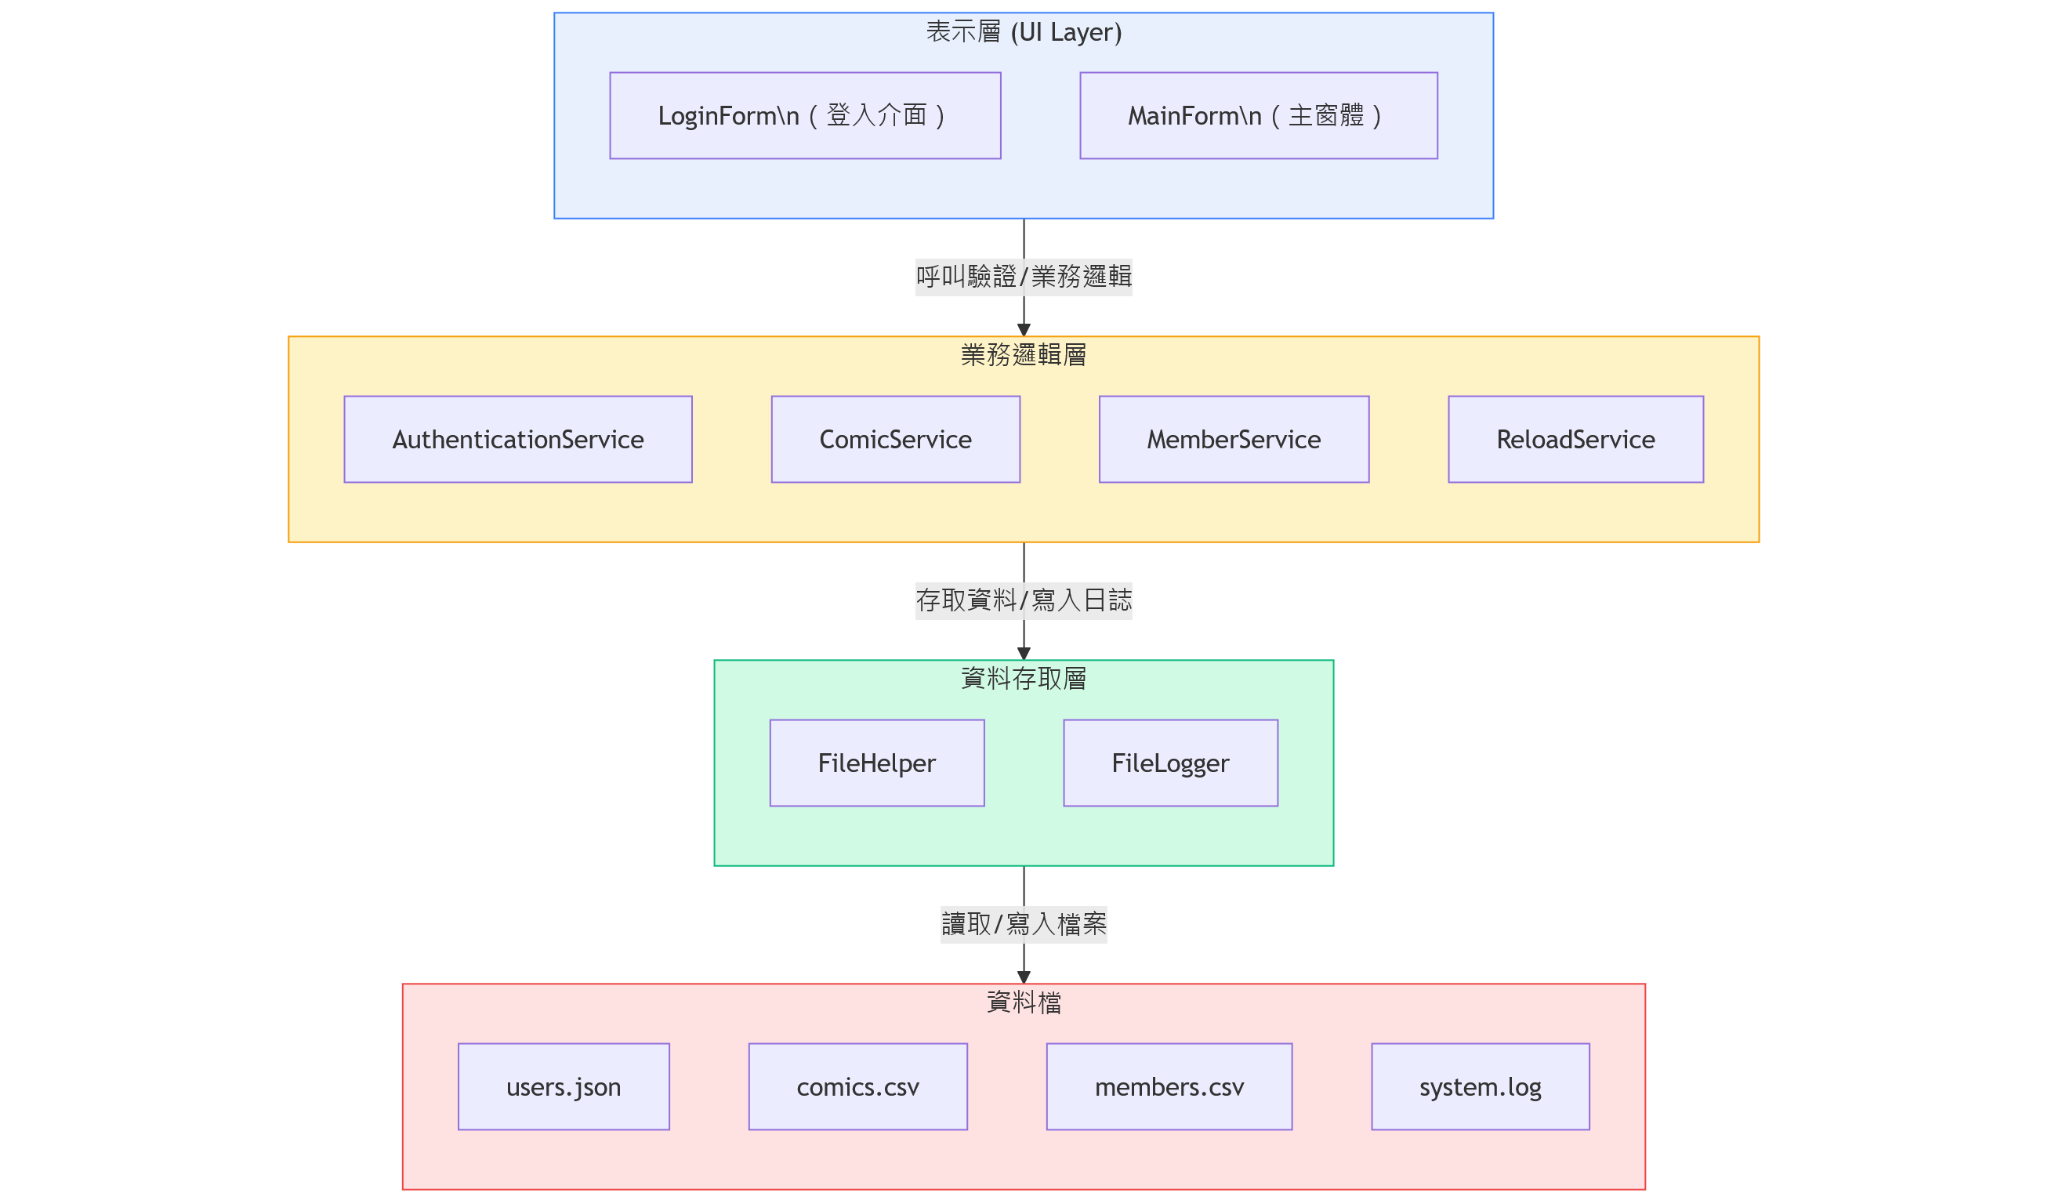 表示層 (UI Layer)
LoginForm\n ( 登入介面 )
MainForm\n ( 主窗體 )
呼叫驗證/業務邏輯
業務邏輯層
AuthenticationService
ComicService
MemberService
ReloadService
存取資料/寫入日誌
資料存取層
FileHelper
FileLogger
讀取/寫入檔案
資料檔
users.json
comics.csv
members.csv
system.log